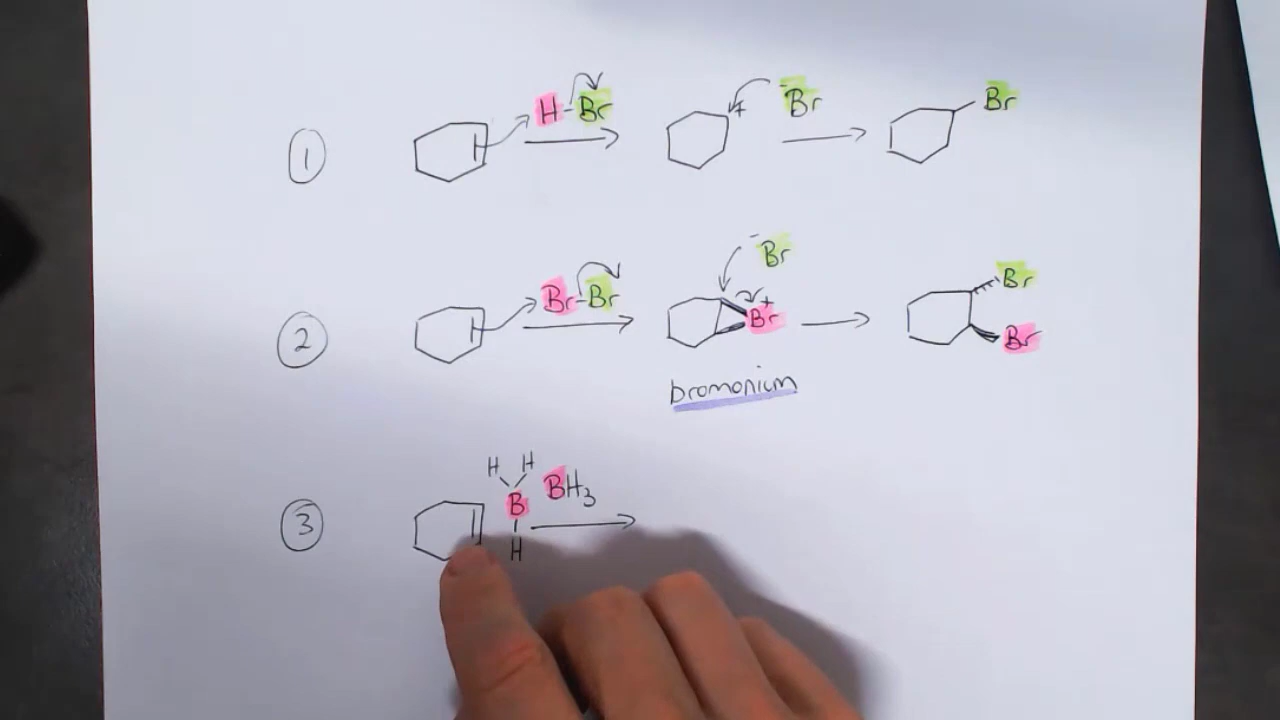 ① H-Br + ⁻Br Br
② Br-Br ⁻Br Br⁺ Br Br
bromonium
③ H H B H BH₃